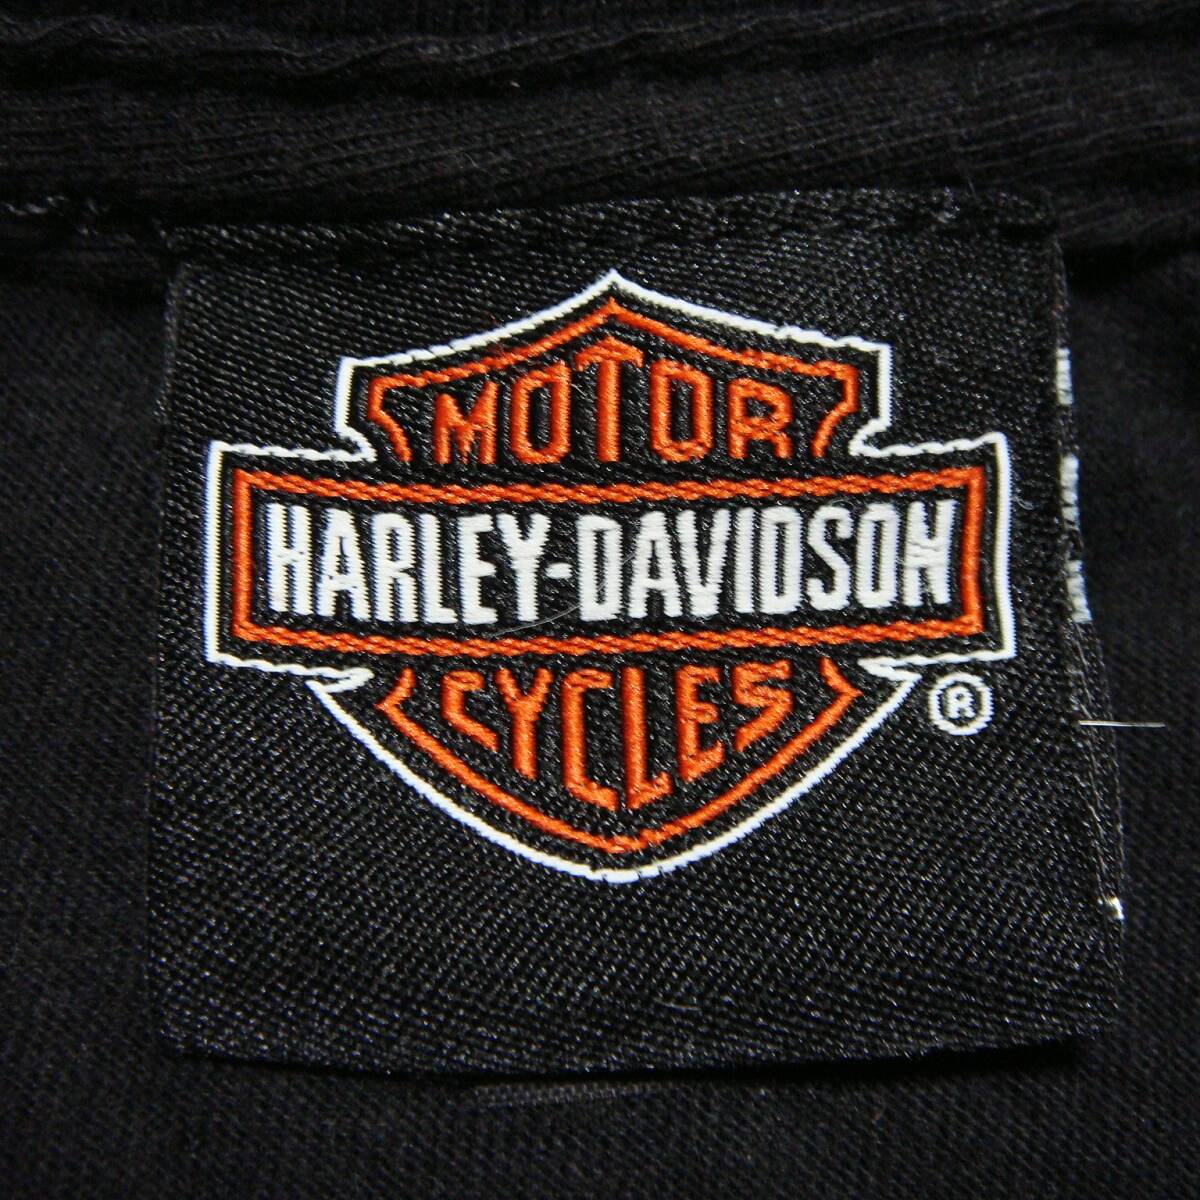 MOTOR
HARLEY-DAVIDSON
CYCLES
®